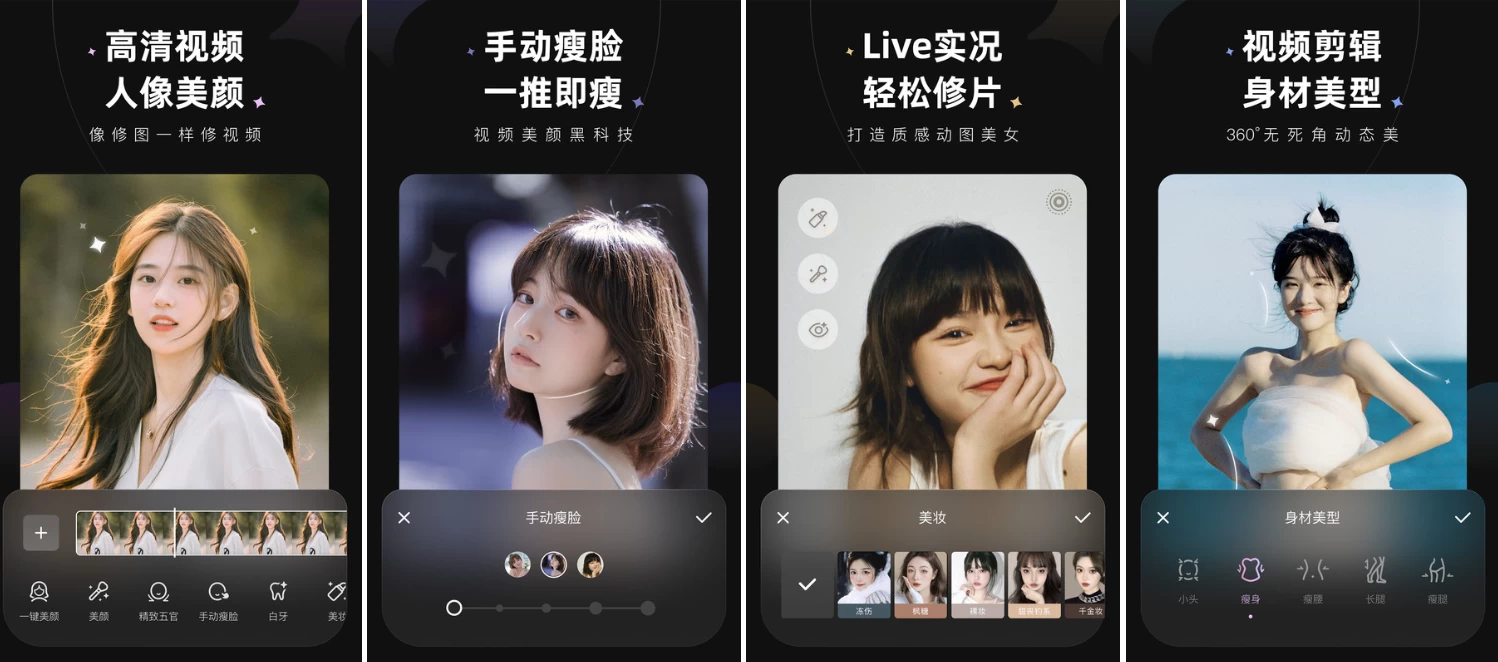 高清视频
人像美颜
像修图一样修视频
一键美颜
美颜
精致五官
手动瘦脸
白牙
美妆
手动瘦脸
一推即瘦
视频美颜黑科技
手动瘦脸
Live实况
轻松修片
打造质感动图美女
美妆
冻伤
枫糖
裸妆
千金妆
视频剪辑
身材美型
360°无死角动态美
身材美型
小头
瘦身
瘦腰
长腿
瘦腿